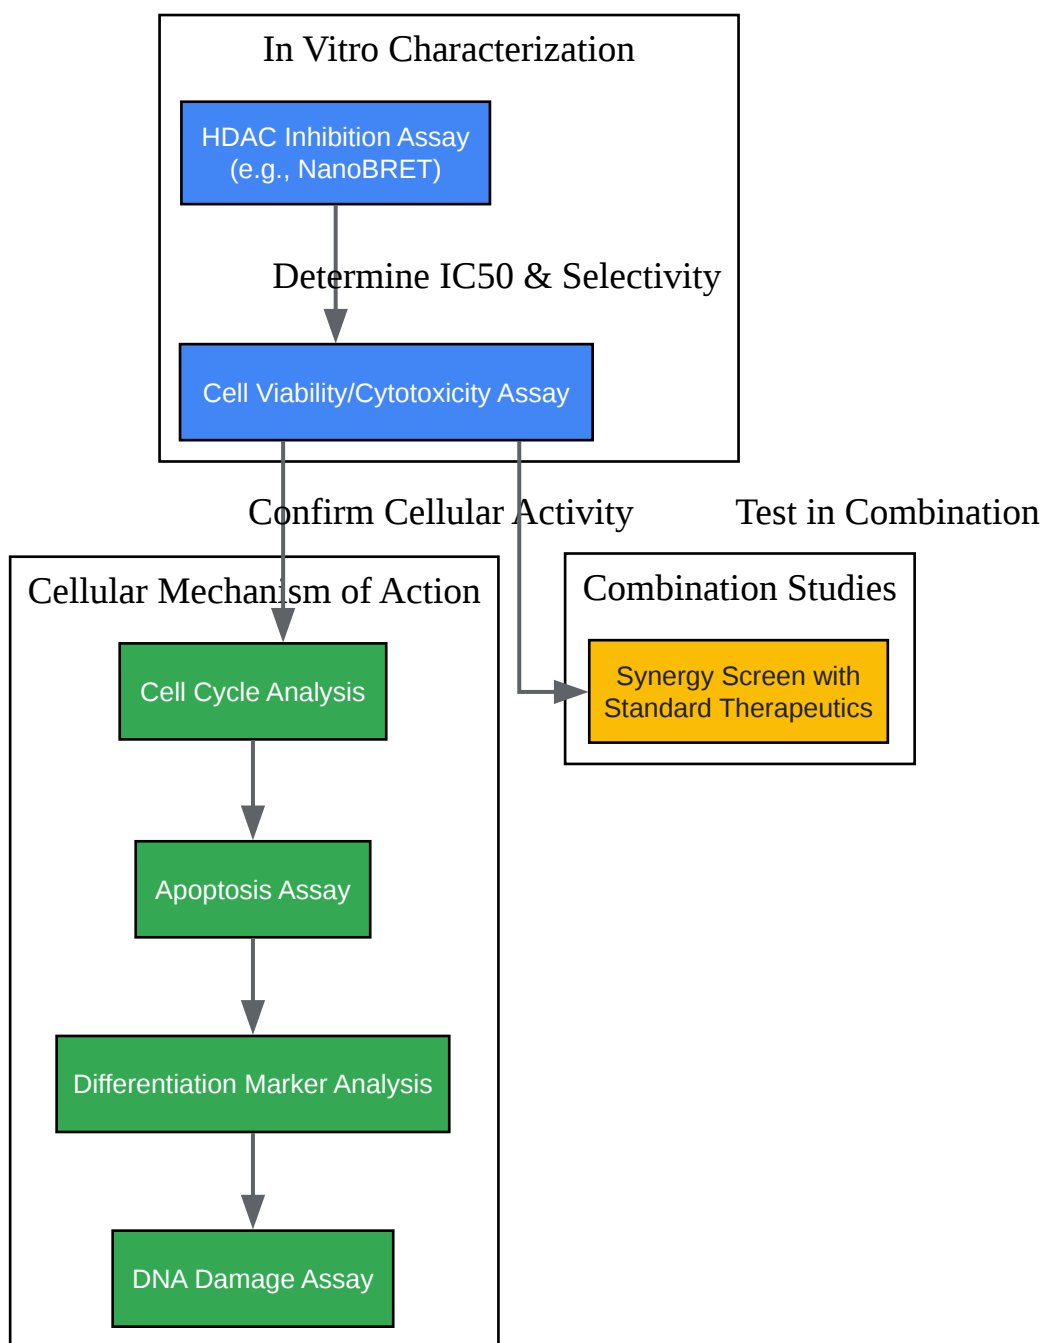 In Vitro Characterization
HDAC Inhibition Assay
(e.g., NanoBRET)
Determine IC50 & Selectivity
Cell Viability/Cytotoxicity Assay
Confirm Cellular Activity
Test in Combination
Cellular Mechanism of Action
Combination Studies
Cell Cycle Analysis
Synergy Screen with
Standard Therapeutics
Apoptosis Assay
Differentiation Marker Analysis
DNA Damage Assay